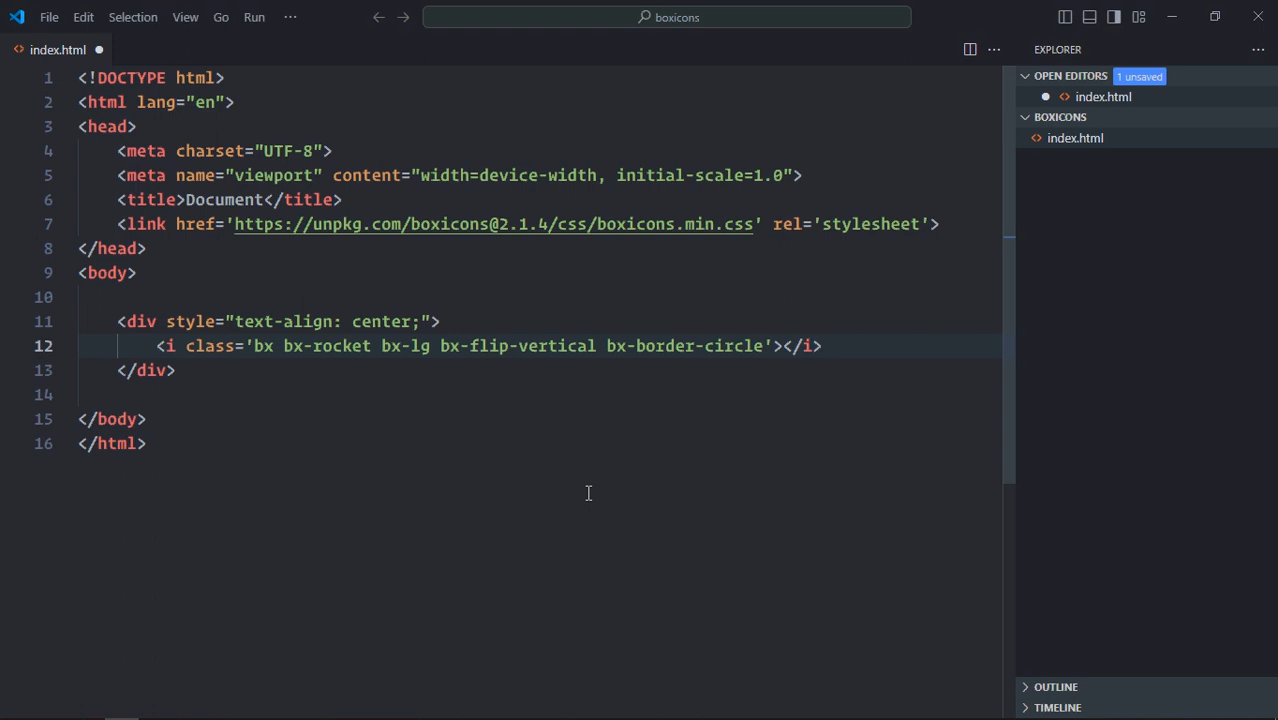 File Edit Selection View Go Run ··· boxicons
index.html
1 <!DOCTYPE html>
2 <html lang="en">
3 <head>
4 <meta charset="UTF-8">
5 <meta name="viewport" content="width=device-width, initial-scale=1.0">
6 <title>Document</title>
7 <link href='https://unpkg.com/boxicons@2.1.4/css/boxicons.min.css' rel='stylesheet'>
8 </head>
9 <body>
10
11 <div style="text-align: center;">
12 <i class='bx bx-rocket bx-lg bx-flip-vertical bx-border-circle'></i>
13 </div>
14
15 </body>
16 </html>
EXPLORER
OPEN EDITORS 1 unsaved
index.html
BOXICONS
index.html
OUTLINE
TIMELINE